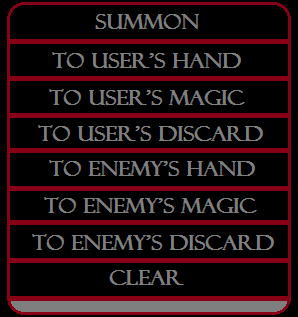 SUMMON
TO USER'S HAND
TO USER'S MAGIC
TO USER'S DISCARD
TO ENEMY'S HAND
TO ENEMY'S MAGIC
TO ENEMY'S DISCARD
CLEAR